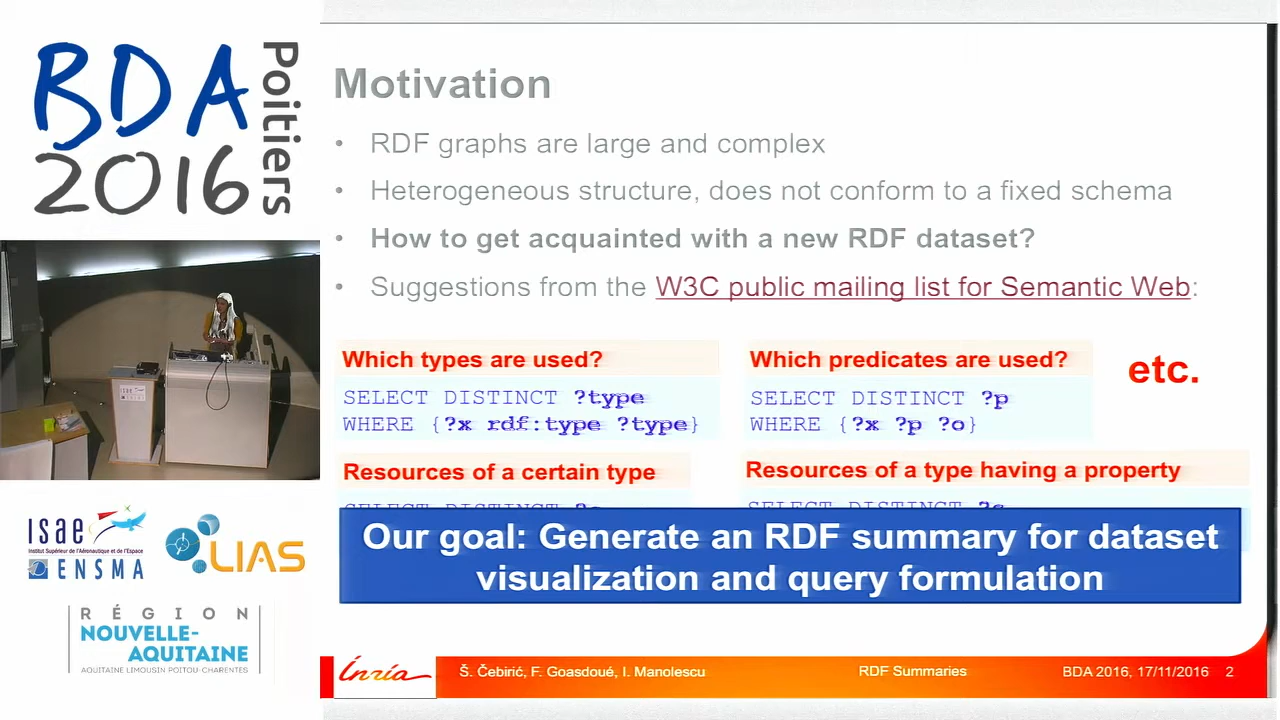 BDA
2016
Poitiers
isae
Institut Supérieur de l'Aéronautique et de l'Espace
ENSMA
LIAS
RÉGION
NOUVELLE-
AQUITAINE
AQUITAINE LIMOUSIN POITOU-CHARENTES
Motivation
• RDF graphs are large and complex
• Heterogeneous structure, does not conform to a fixed schema
• How to get acquainted with a new RDF dataset?
• Suggestions from the W3C public mailing list for Semantic Web:
Which types are used?
SELECT DISTINCT ?type
WHERE {?x rdf:type ?type}
Which predicates are used?
SELECT DISTINCT ?p
WHERE {?x ?p ?o}
etc.
Resources of a certain type
SELECT DISTINCT
Resources of a type having a property
SELECT DISTINCT
Our goal: Generate an RDF summary for dataset
visualization and query formulation
Inria
Š. Čebirić, F. Goasdoué, I. Manolescu
RDF Summaries
BDA 2016, 17/11/2016 2